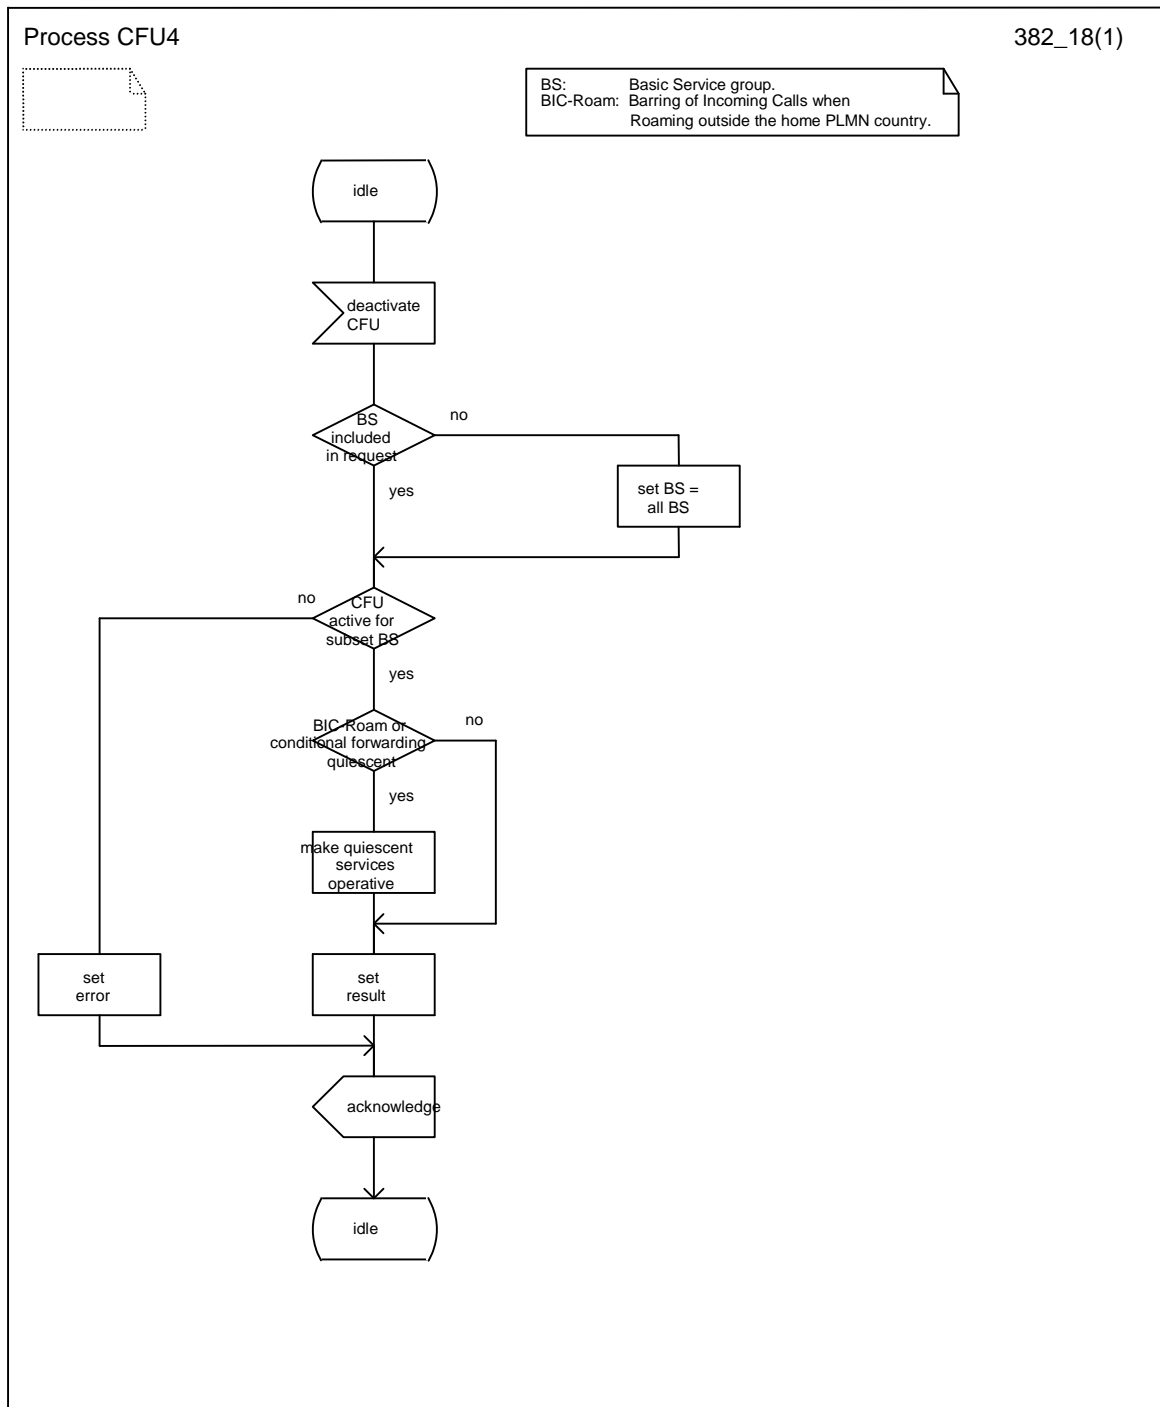 Process CFU4
382_18(1)
BS: Basic Service group.
BIC-Roam: Barring of Incoming Calls when
Roaming outside the home PLMN country.
idle
deactivate
CFU
BS
included
in request
no
yes
set BS =
all BS
no
CFU
active for
subset BS
yes
BIC-Roam or
conditional forwarding
quiescent
no
yes
make quiescent
services
operative
set
error
set
result
acknowledge
idle